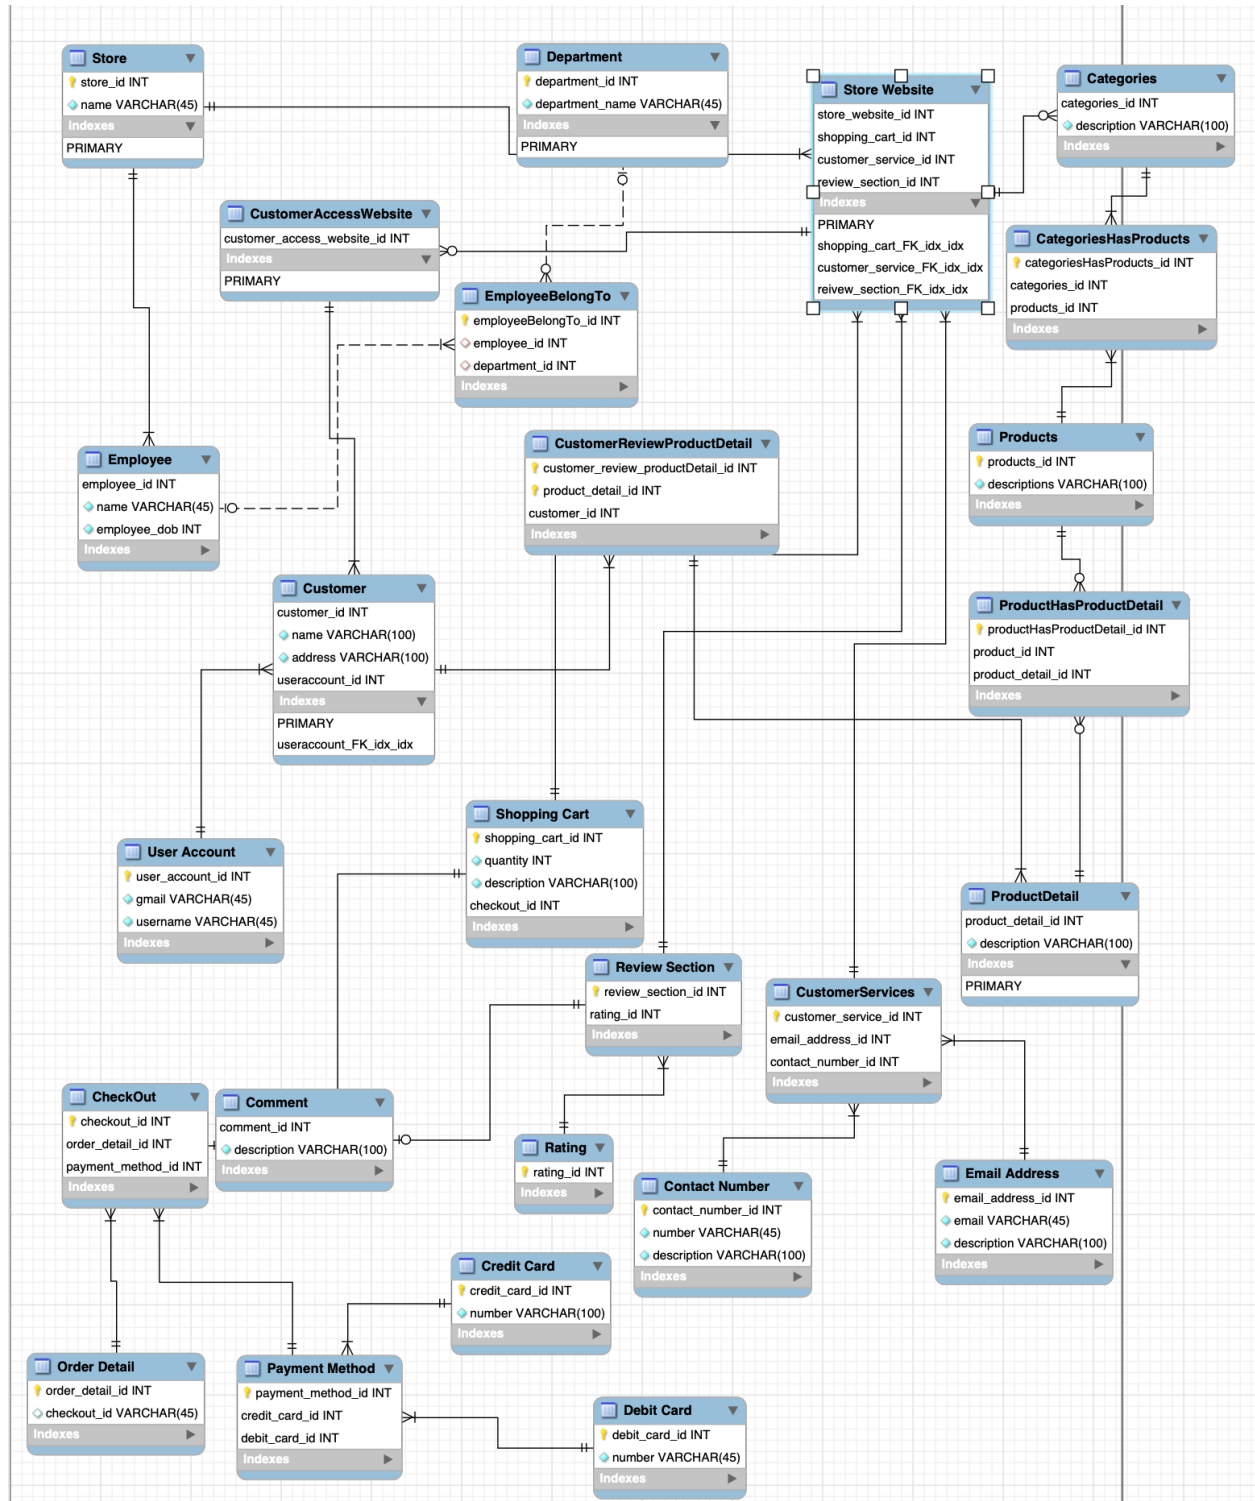 Store
store_id INT
name VARCHAR(45)
Indexes
PRIMARY
Department
department_id INT
department_name VARCHAR(45)
Indexes
PRIMARY
Store Website
store_website_id INT
shopping_cart_id INT
customer_service_id INT
review_section_id INT
Indexes
PRIMARY
shopping_cart_FK_idx_idx
customer_service_FK_idx_idx
reivew_section_FK_idx_idx
Categories
categories_id INT
description VARCHAR(100)
Indexes
CustomerAccessWebsite
customer_access_website_id INT
Indexes
PRIMARY
EmployeeBelongTo
employeeBelongTo_id INT
employee_id INT
department_id INT
Indexes
CategoriesHasProducts
categoriesHasProducts_id INT
categories_id INT
products_id INT
Indexes
Employee
employee_id INT
name VARCHAR(45)
employee_dob INT
Indexes
CustomerReviewProductDetail
customer_review_productDetail_id INT
product_detail_id INT
customer_id INT
Indexes
Products
products_id INT
descriptions VARCHAR(100)
Indexes
Customer
customer_id INT
name VARCHAR(100)
address VARCHAR(100)
useraccount_id INT
Indexes
PRIMARY
useraccount_FK_idx_idx
ProductHasProductDetail
productHasProductDetail_id INT
product_id INT
product_detail_id INT
Indexes
User Account
user_account_id INT
gmail VARCHAR(45)
username VARCHAR(45)
Indexes
Shopping Cart
shopping_cart_id INT
quantity INT
description VARCHAR(100)
checkout_id INT
Indexes
ProductDetail
product_detail_id INT
description VARCHAR(100)
Indexes
PRIMARY
Review Section
review_section_id INT
rating_id INT
Indexes
CustomerServices
customer_service_id INT
email_address_id INT
contact_number_id INT
Indexes
CheckOut
checkout_id INT
order_detail_id INT
payment_method_id INT
Indexes
Comment
comment_id INT
description VARCHAR(100)
Indexes
Rating
rating_id INT
Indexes
Contact Number
contact_number_id INT
number VARCHAR(45)
description VARCHAR(100)
Indexes
Email Address
email_address_id INT
email VARCHAR(45)
description VARCHAR(100)
Indexes
Credit Card
credit_card_id INT
number VARCHAR(100)
Indexes
Order Detail
order_detail_id INT
checkout_id VARCHAR(45)
Indexes
Payment Method
payment_method_id INT
credit_card_id INT
debit_card_id INT
Indexes
Debit Card
debit_card_id INT
number VARCHAR(45)
Indexes